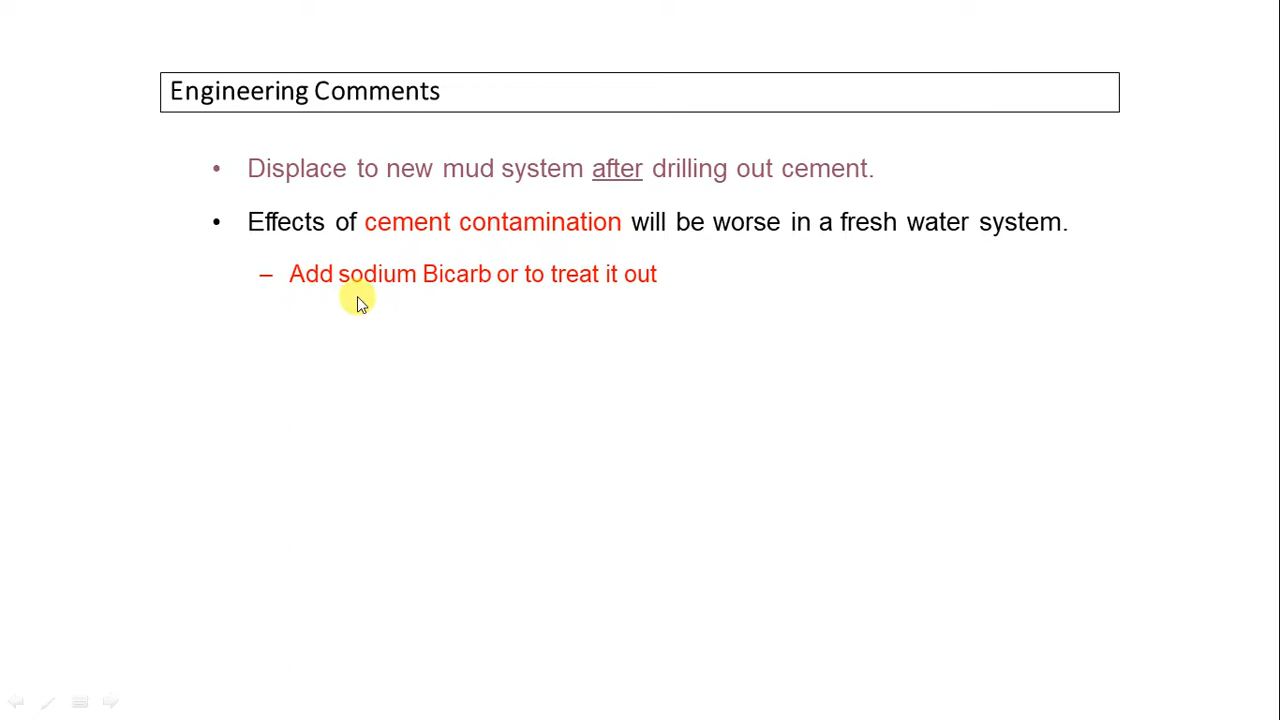 Engineering Comments
• Displace to new mud system after drilling out cement.
• Effects of cement contamination will be worse in a fresh water system.
– Add sodium Bicarb or to treat it out